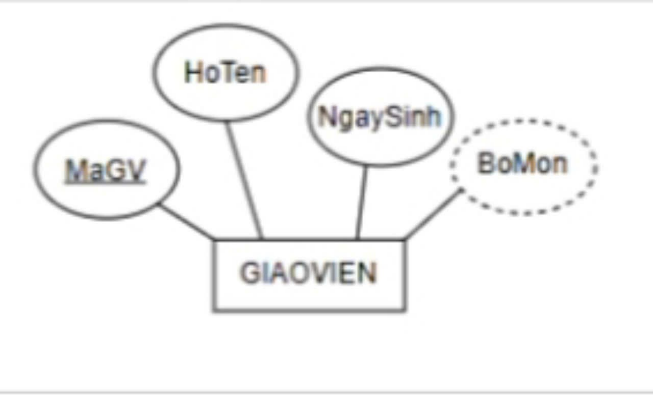 HoTen
NgaySinh
MaGV
BoMon
GIAOVIEN